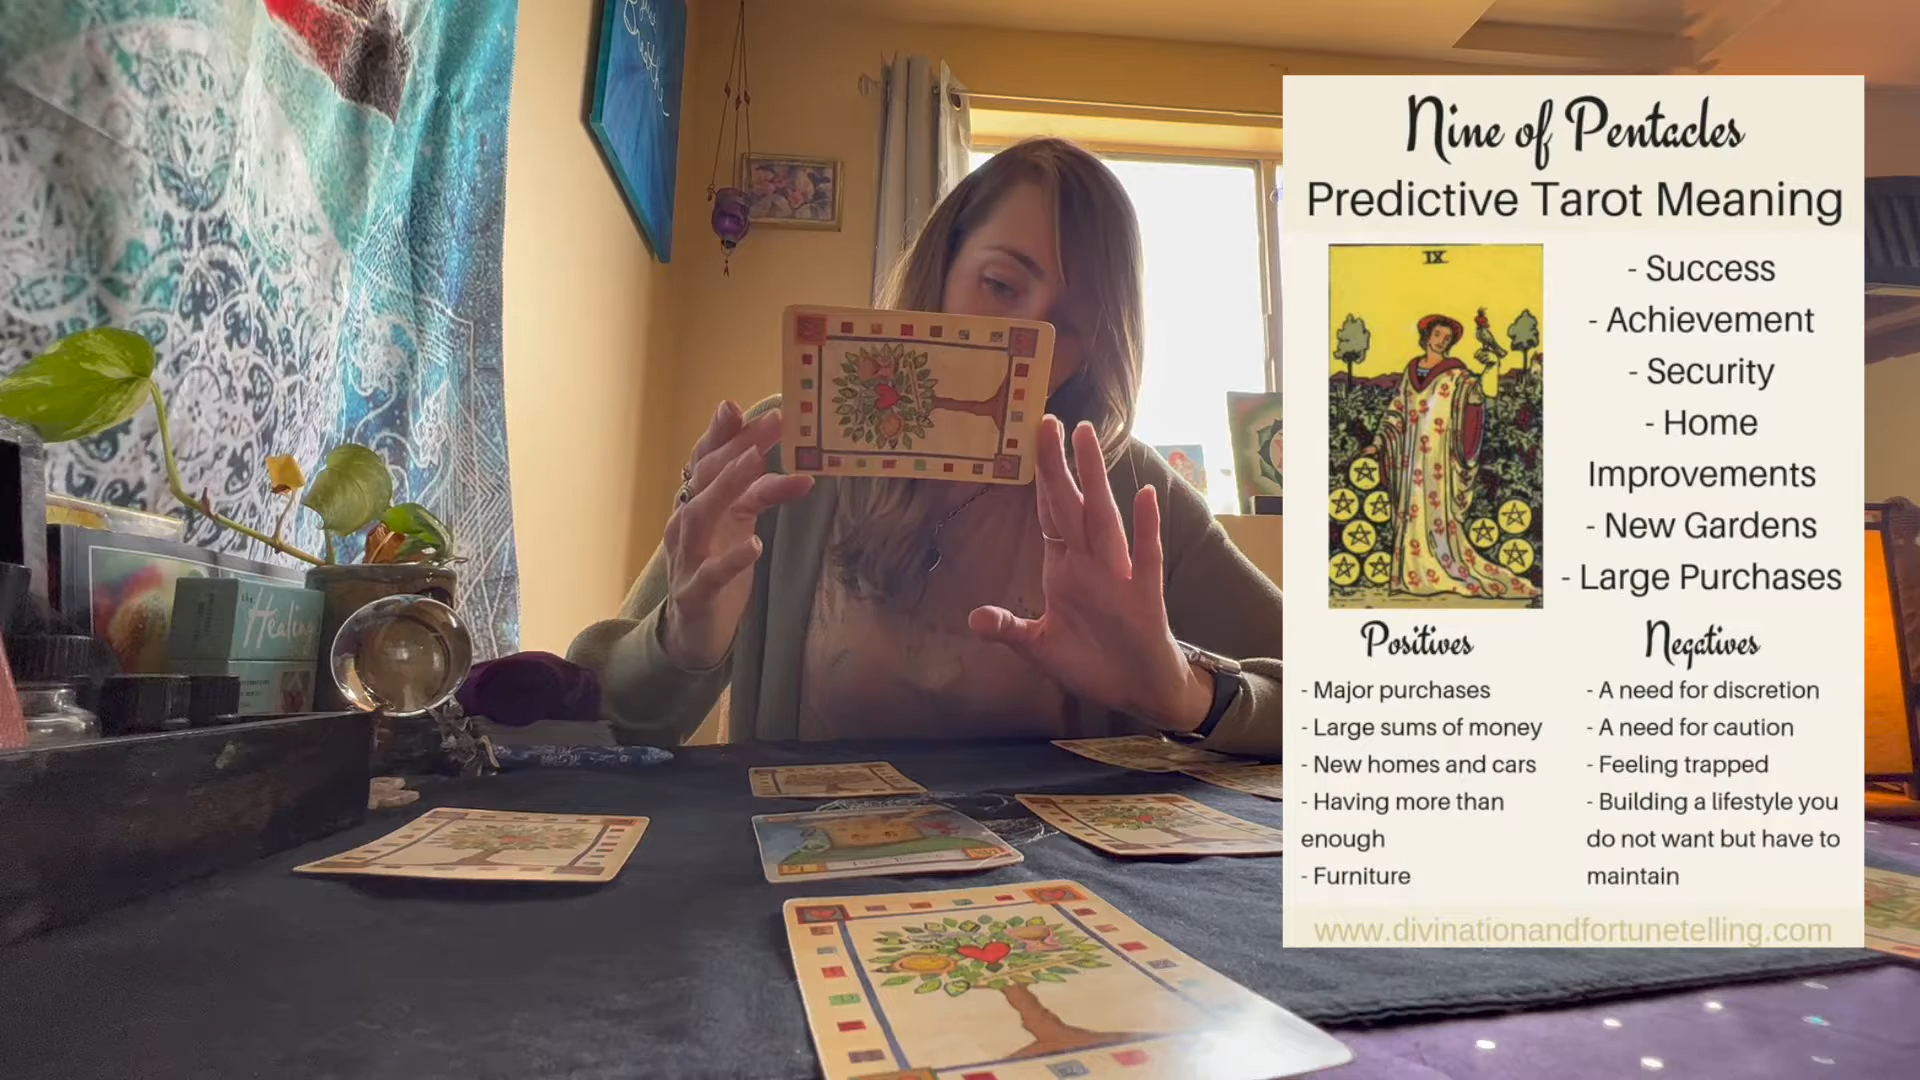 Nine of Pentacles
Predictive Tarot Meaning
IX
- Success
- Achievement
- Security
- Home
Improvements
- New Gardens
- Large Purchases
Positives
- Major purchases
- Large sums of money
- New homes and cars
- Having more than
enough
- Furniture
Negatives
- A need for discretion
- A need for caution
- Feeling trapped
- Building a lifestyle you
do not want but have to
maintain
www.divinationandfortunetelling.com
the
Healing